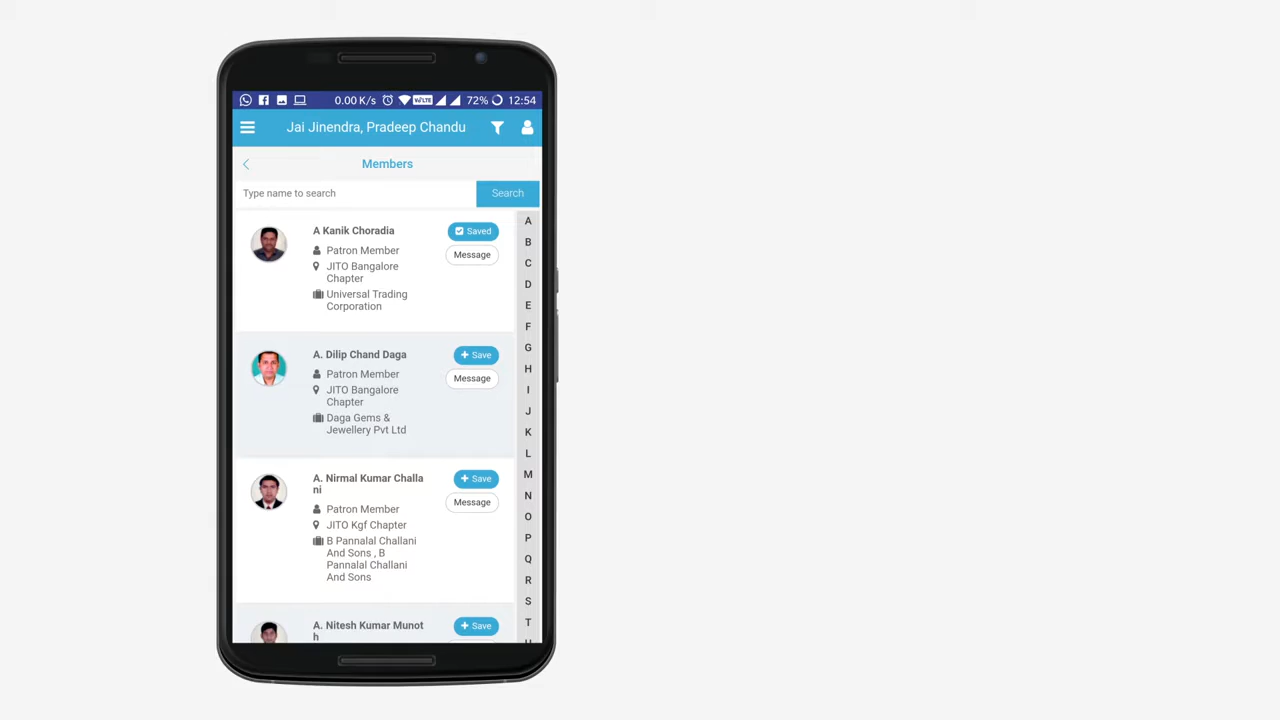 0.00 K/s VoLTE 72% 12:54
Jai Jinendra, Pradeep Chandu
Members
Type name to search Search
A Kanik Choradia
Saved
Patron Member
Message
JITO Bangalore
Chapter
Universal Trading
Corporation
A. Dilip Chand Daga
Save
Patron Member
Message
JITO Bangalore
Chapter
Daga Gems &
Jewellery Pvt Ltd
A. Nirmal Kumar Challa
ni
Save
Patron Member
Message
JITO Kgf Chapter
B Pannalal Challani
And Sons , B
Pannalal Challani
And Sons
A. Nitesh Kumar Munot
h
Save
A
B
C
D
E
F
G
H
I
J
K
L
M
N
O
P
Q
R
S
T